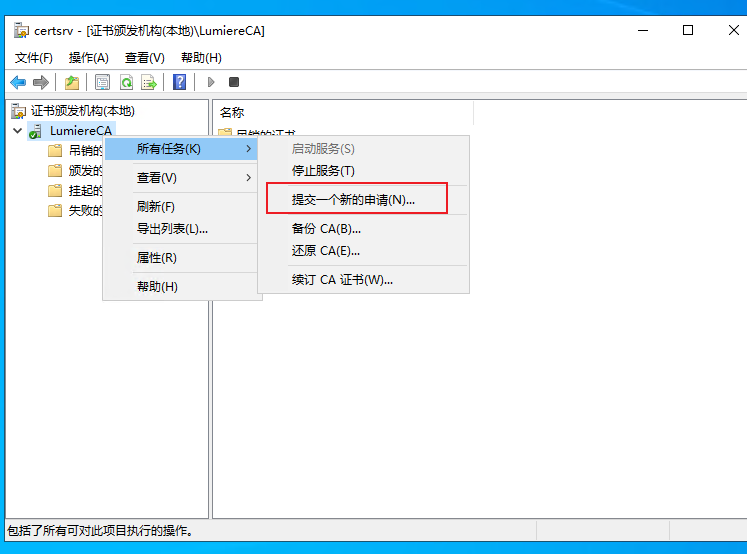 certsrv - [证书颁发机构(本地)\LumiereCA]
文件(F) 操作(A) 查看(V) 帮助(H)
证书颁发机构(本地)
LumiereCA
吊销的
颁发的
挂起的
失败的
名称
吊销的证书
所有任务(K)
查看(V)
刷新(F)
导出列表(L)...
属性(R)
帮助(H)
启动服务(S)
停止服务(T)
提交一个新的申请(N)...
备份 CA(B)...
还原 CA(E)...
续订 CA 证书(W)...
包括了所有可对此项目执行的操作。